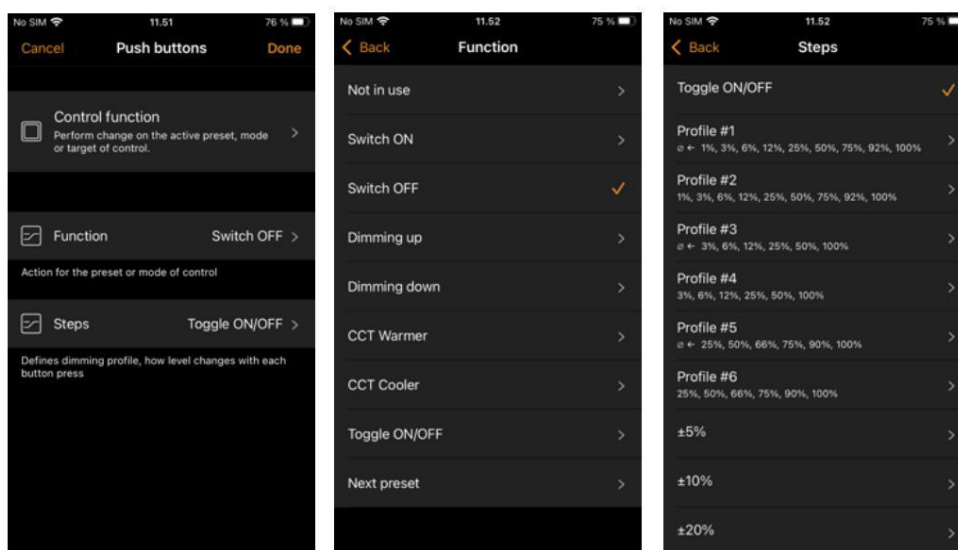 No SIM 11.51 76 %
Cancel Push buttons Done
Control function
Perform change on the active preset, mode
or target of control.
Function Switch OFF
Action for the preset or mode of control
Steps Toggle ON/OFF
Defines dimming profile, how level changes with each
button press
No SIM 11.52 75 %
Back Function
Not in use
Switch ON
Switch OFF
Dimming up
Dimming down
CCT Warmer
CCT Cooler
Toggle ON/OFF
Next preset
No SIM 11.52 75 %
Back Steps
Toggle ON/OFF
Profile #1
⌀ ← 1%, 3%, 6%, 12%, 25%, 50%, 75%, 92%, 100%
Profile #2
1%, 3%, 6%, 12%, 25%, 50%, 75%, 92%, 100%
Profile #3
⌀ ← 3%, 6%, 12%, 25%, 50%, 100%
Profile #4
3%, 6%, 12%, 25%, 50%, 100%
Profile #5
⌀ ← 25%, 50%, 66%, 75%, 90%, 100%
Profile #6
25%, 50%, 66%, 75%, 90%, 100%
±5%
±10%
±20%